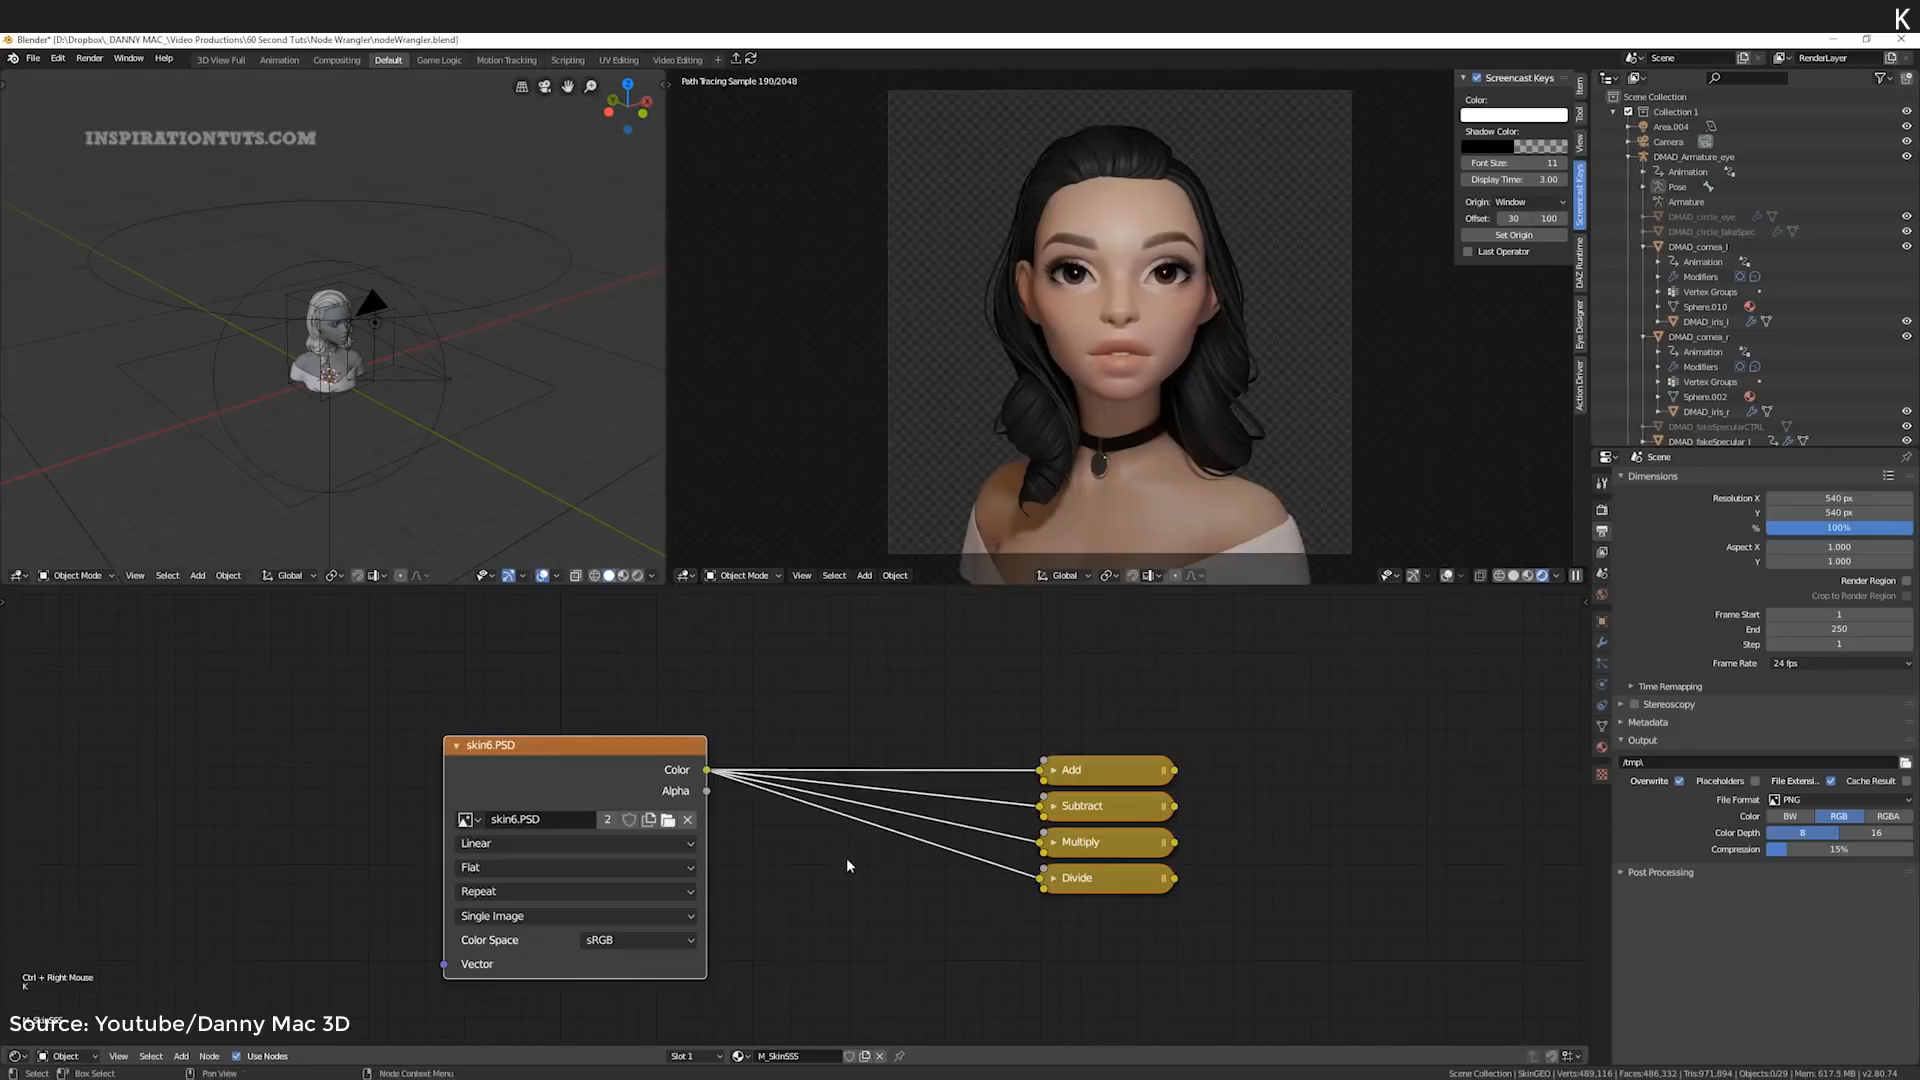 K
Blender* [D:\Dropbox\_DANNY MAC_\Video Productions\60 Second Tuts\Node Wrangler\nodeWrangler.blend]
File Edit Render Window Help 3D View Full Animation Compositing Default Game Logic Motion Tracking Scripting UV Editing Video Editing + Scene RenderLayer
INSPIRATIONTUTS.COM
Z
Y
X
Path Tracing Sample 190/2048
Screencast Keys
Color:
Shadow Color:
Font Size: 11
Display Time: 3.00
Origin: Window
Offset: 30 100
Set Origin
Last Operator
Item
Tool
View
Screencast Keys
DAZ Runtime
Eye Designer
Action Driver
Scene Collection
Collection 1
Area.004
Camera
DMAD_Armature_eye
Animation
Pose
Armature
DMAD_circle_eye
DMAD_circle_fakeSpec
DMAD_cornea_l
Animation
Modifiers
Vertex Groups
Sphere.010
DMAD_iris_l
DMAD_cornea_r
Animation
Modifiers
Vertex Groups
Sphere.002
DMAD_iris_r
DMAD_fakeSpecularCTRL
DMAD_fakeSpecular_l
Object Mode View Select Add Object Global
Object Mode View Select Add Object Global
Scene
Dimensions
Resolution X 540 px
Y 540 px
% 100%
Aspect X 1.000
Y 1.000
Render Region
Crop to Render Region
Frame Start 1
End 250
Step 1
Frame Rate 24 fps
Time Remapping
Stereoscopy
Metadata
Output
/tmp\
Overwrite Placeholders File Extensi.. Cache Result
File Format PNG
Color BW RGB RGBA
Color Depth 8 16
Compression 15%
Post Processing
skin6.PSD
Color
Alpha
skin6.PSD 2
Linear
Flat
Repeat
Single Image
Color Space sRGB
Vector
Add
Subtract
Multiply
Divide
Ctrl + Right Mouse
K
M_SkinSSS
Source: Youtube/Danny Mac 3D
Object View Select Add Node Use Nodes Slot 1 M_SkinSSS
Select Box Select Pan View Node Context Menu Scene Collection | SkinGEO | Verts:489,116 | Faces:486,332 | Tris:971,894 | Objects:0/29 | Mem: 617.5 MB | v2.80.74